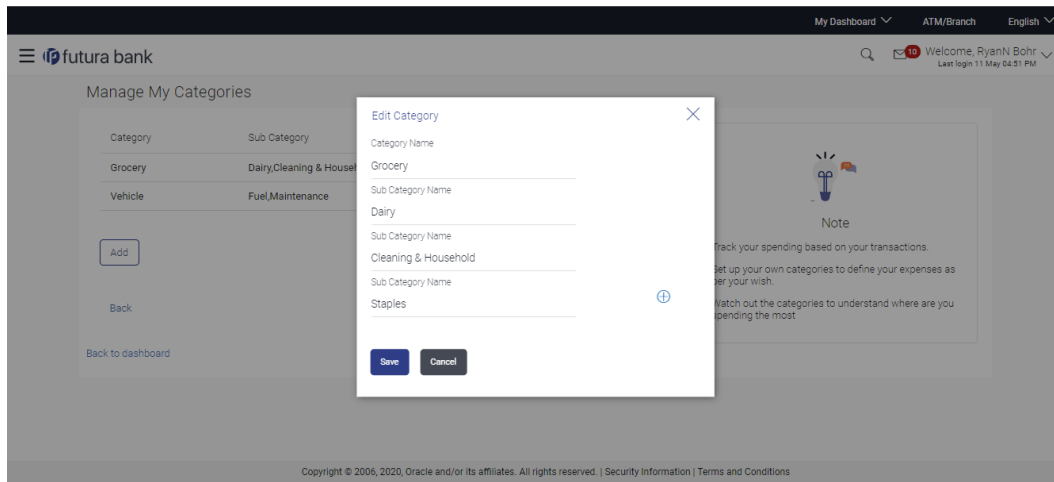 My Dashboard ATM/Branch English
futura bank
10 Welcome, RyanN Bohr
Last login 11 May 04:51 PM
Manage My Categories
Category Sub Category
Grocery Dairy,Cleaning & Househ
Vehicle Fuel,Maintenance
Add
Back
Back to dashboard
Edit Category
Category Name
Grocery
Sub Category Name
Dairy
Sub Category Name
Cleaning & Household
Sub Category Name
Staples
Save Cancel
Note
Track your spending based on your transactions.
Set up your own categories to define your expenses as
per your wish.
Watch out the categories to understand where are you
spending the most
Copyright © 2006, 2020, Oracle and/or its affiliates. All rights reserved. | Security Information | Terms and Conditions